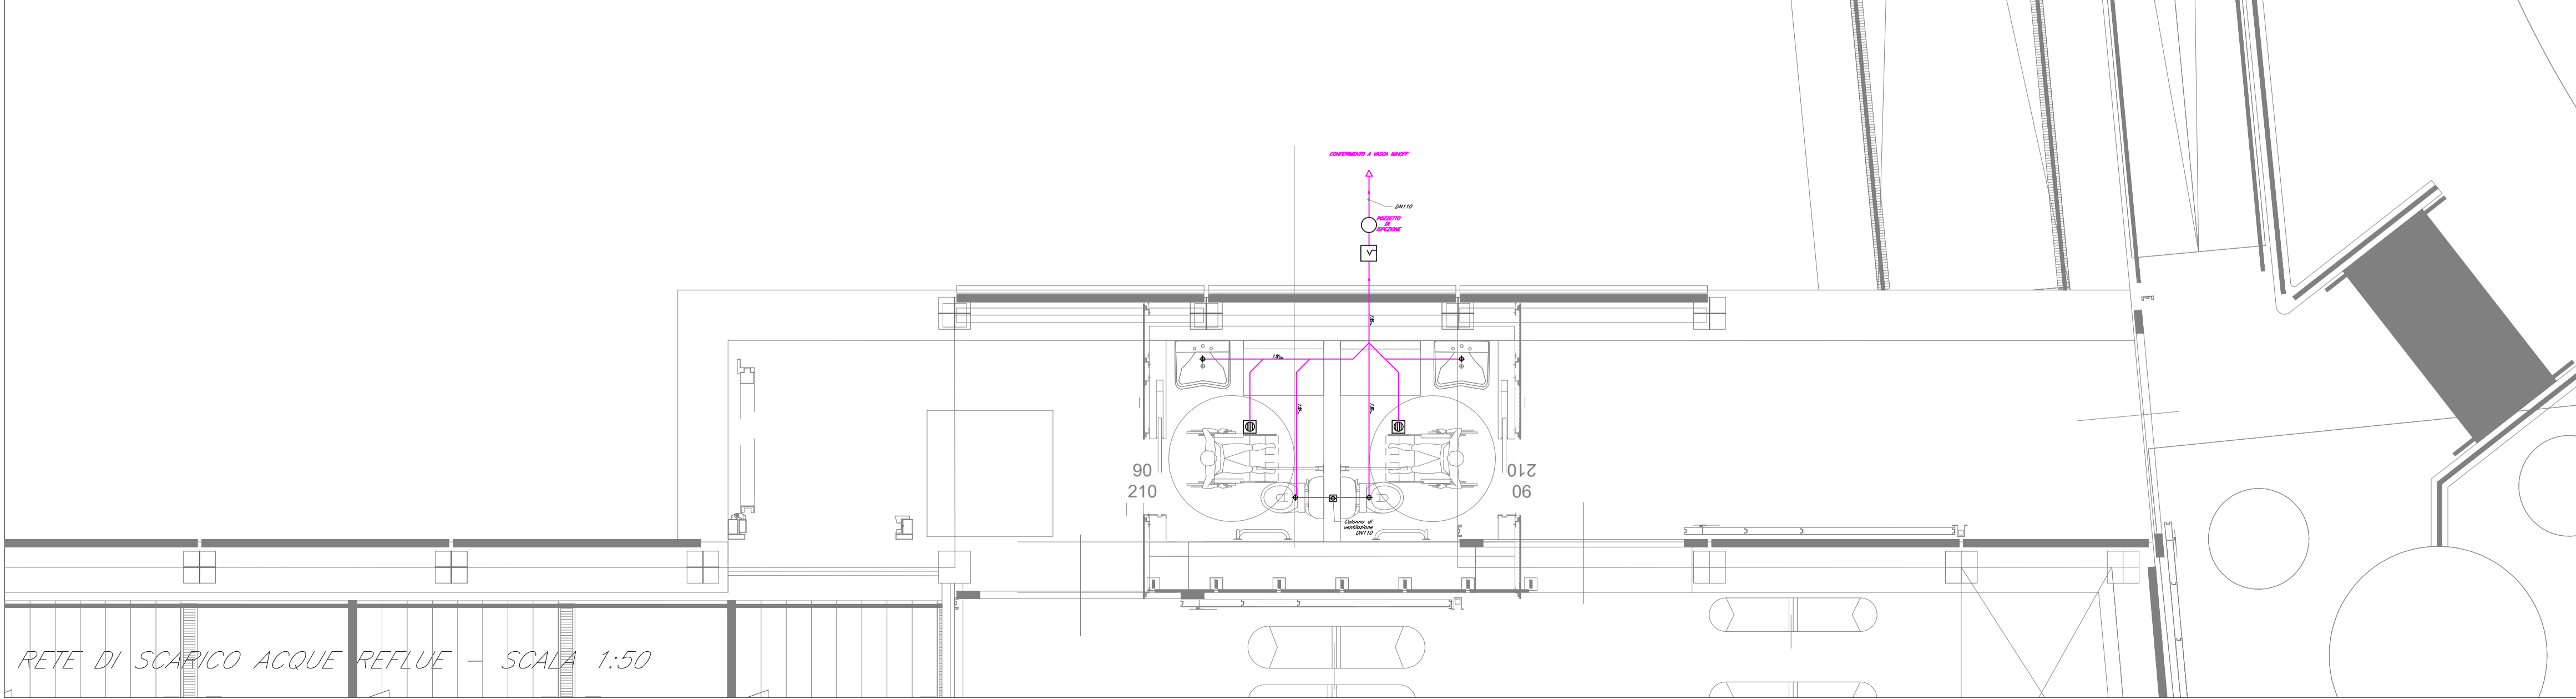 CONFERIMENTO A VASCA IMHOFF
DN110
POZZETTO
DI
ISPEZIONE
90
210
210
90
Colonna di
ventilazione
DN110
RETE DI SCARICO ACQUE REFLUE - SCALA 1:50